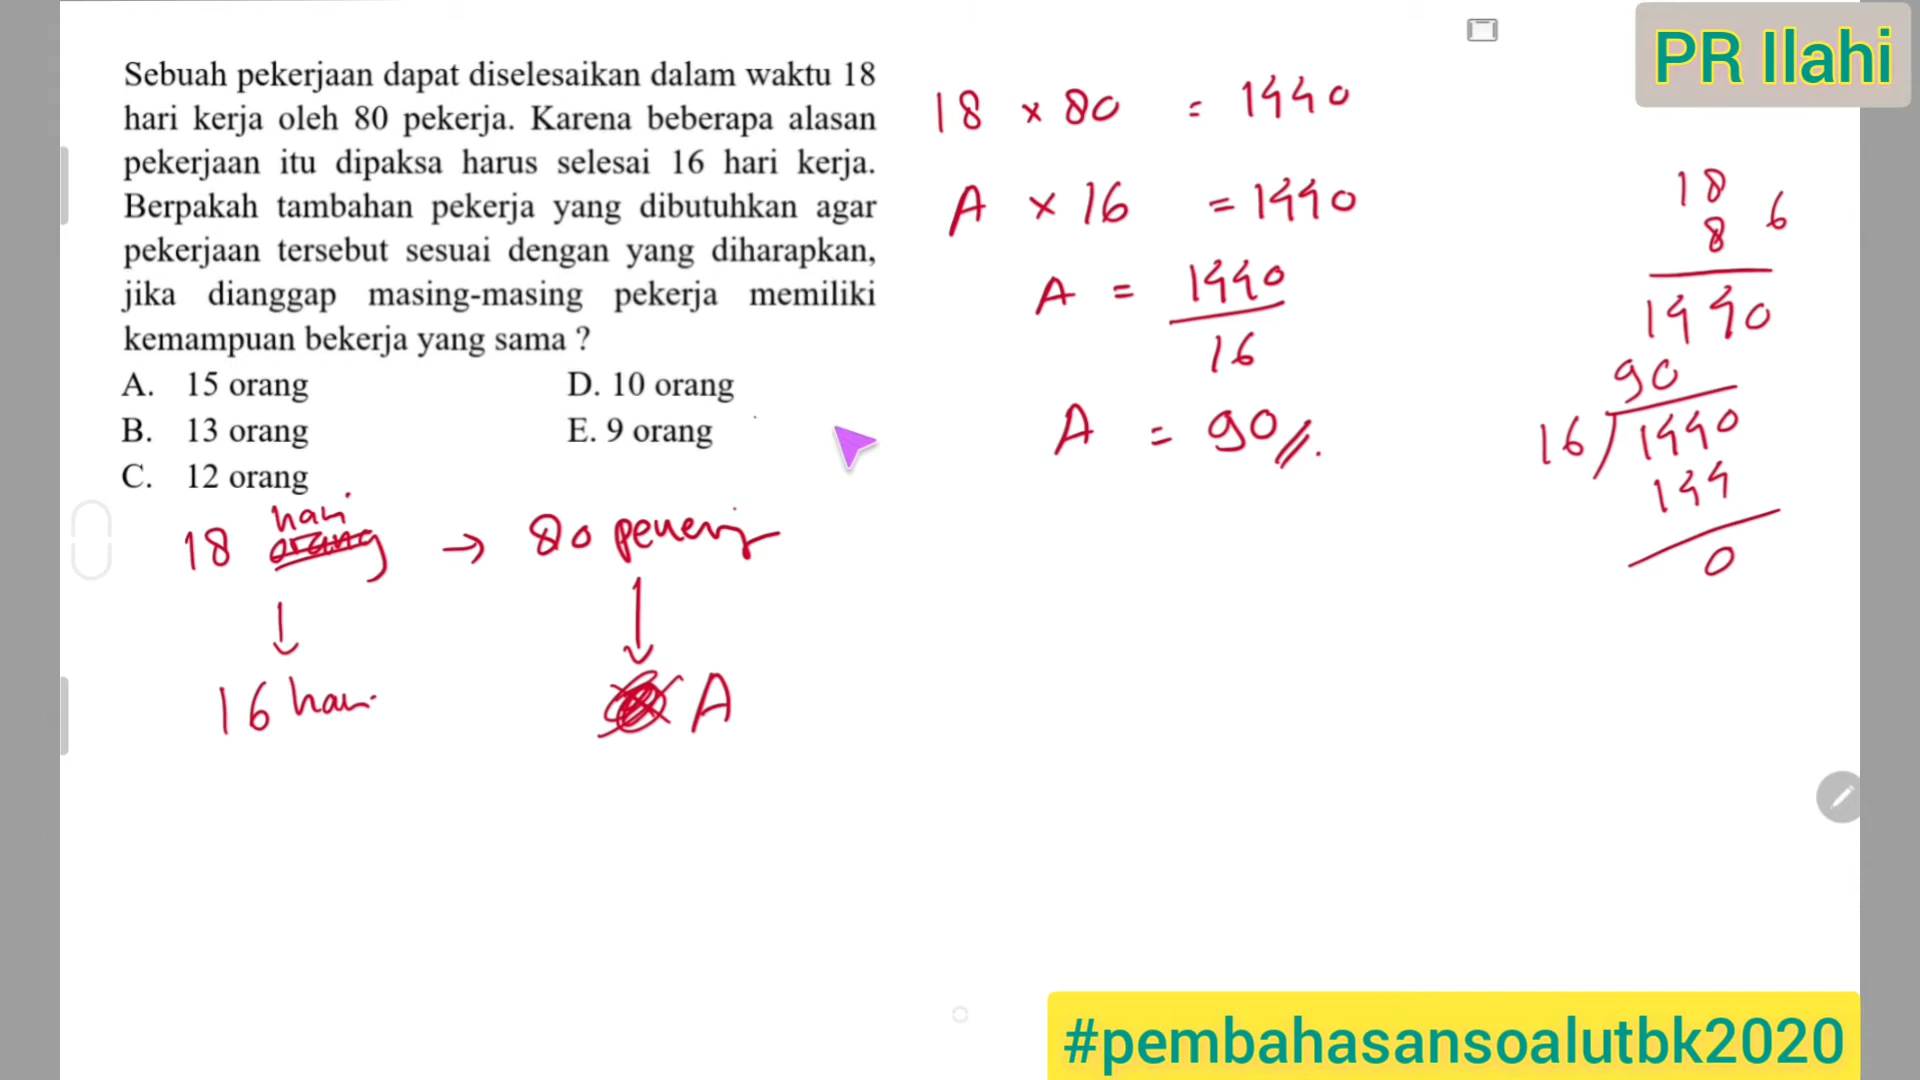 PR Ilahi
Sebuah pekerjaan dapat diselesaikan dalam waktu 18
hari kerja oleh 80 pekerja. Karena beberapa alasan
pekerjaan itu dipaksa harus selesai 16 hari kerja.
Berpakah tambahan pekerja yang dibutuhkan agar
pekerjaan tersebut sesuai dengan yang diharapkan,
jika dianggap masing-masing pekerja memiliki
kemampuan bekerja yang sama ?
A. 15 orang
B. 13 orang
C. 12 orang
D. 10 orang
E. 9 orang
18 hari orang → 80
16 hari
A
18 × 80 = 1440
A × 16 = 1440
A = 1440
16
A = 90
18
8 6
1440
90
16 1440
144
0
#pembahasansoalutbk2020